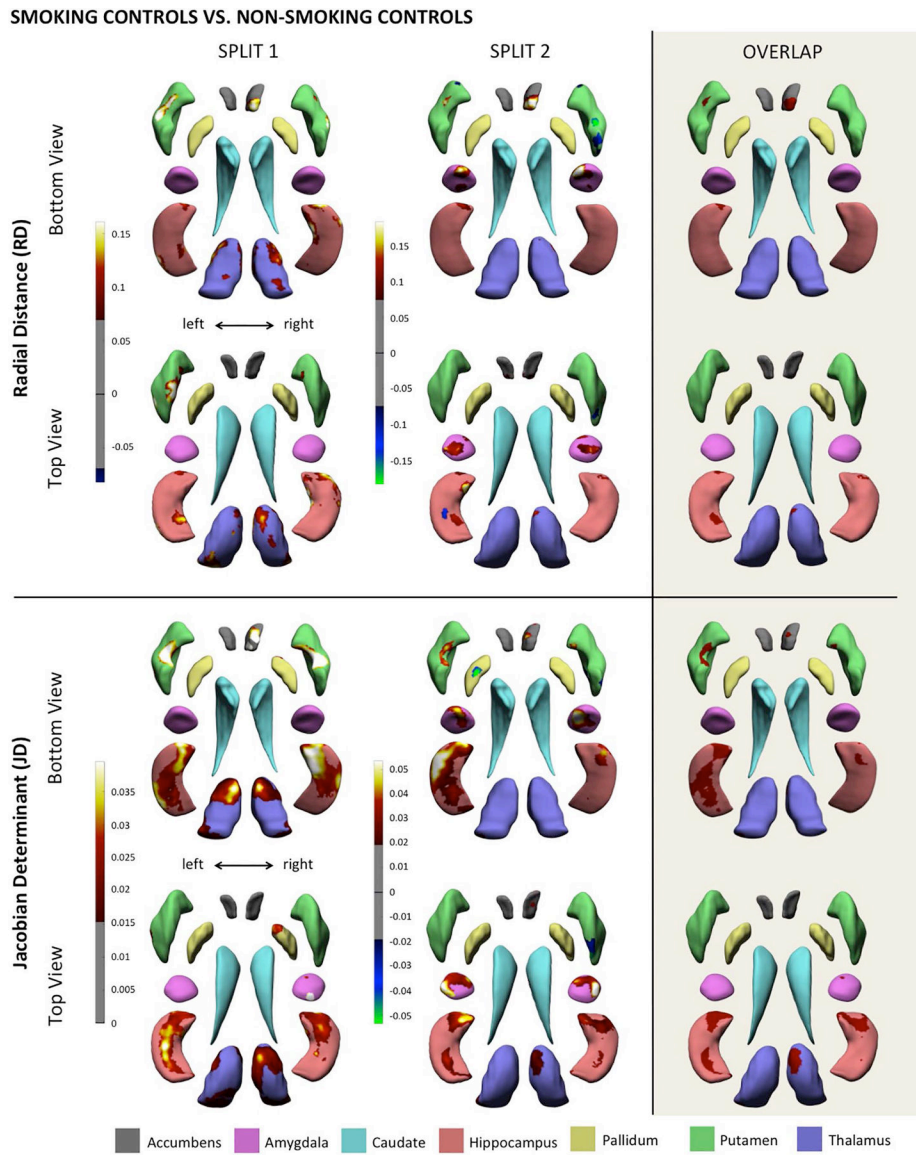 SMOKING CONTROLS VS. NON-SMOKING CONTROLS
SPLIT 1
SPLIT 2
OVERLAP
Radial Distance (RD)
Bottom View
Top View
0.15
0.1
0.05
0
-0.05
0.15
0.1
0.05
0
-0.05
-0.1
-0.15
left
right
Jacobian Determinant (JD)
Bottom View
Top View
0.035
0.03
0.025
0.02
0.015
0.01
0.005
0
0.05
0.04
0.03
0.02
0.01
0
-0.01
-0.02
-0.03
-0.04
-0.05
left
right
Accumbens
Amygdala
Caudate
Hippocampus
Pallidum
Putamen
Thalamus